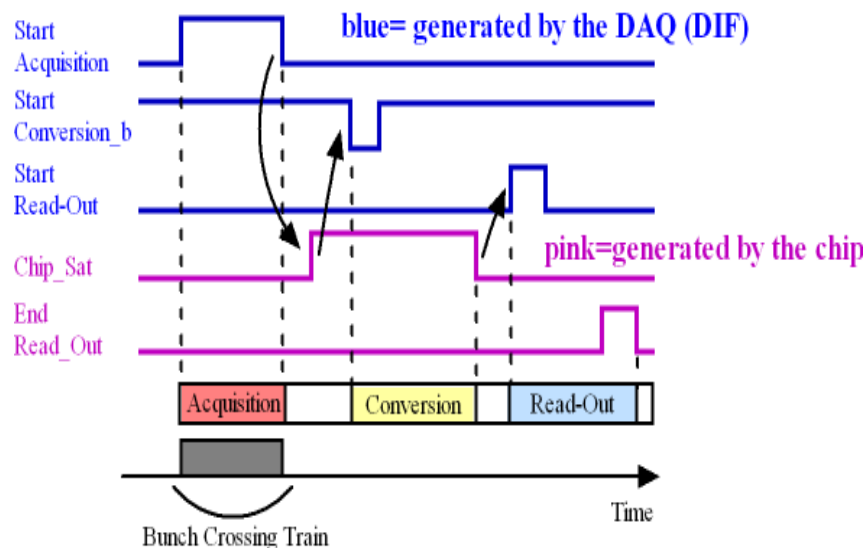 Start
Acquisition
blue= generated by the DAQ (DIF)
Start
Conversion_b
Start
Read-Out
pink=generated by the chip
Chip_Sat
End
Read_Out
Acquisition
Conversion
Read-Out
Time
Bunch Crossing Train